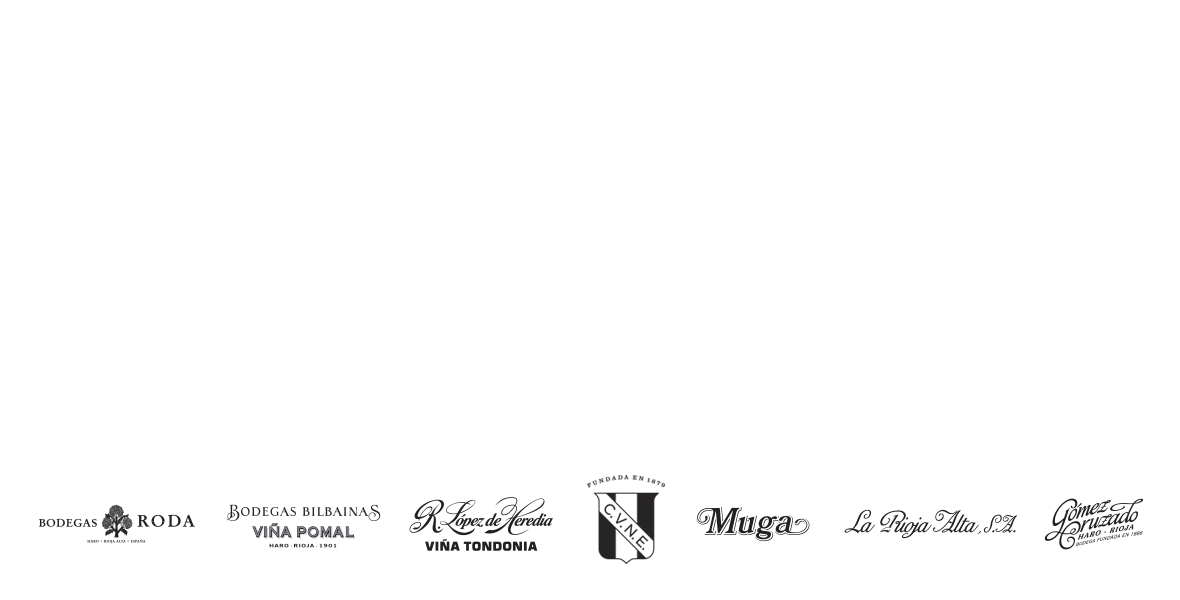 BODEGAS RODA
HARO - RIOJA ALTA - ESPAÑA
BODEGAS BILBAINAS
VIÑA POMAL
HARO · RIOJA · 1901
R. López de Heredia
VIÑA TONDONIA
FUNDADA EN 1879
C.V.N.E.
Muga
La Rioja Alta, S.A.
Gómez
Cruzado
HARO - RIOJA
BODEGA FUNDADA EN 1886